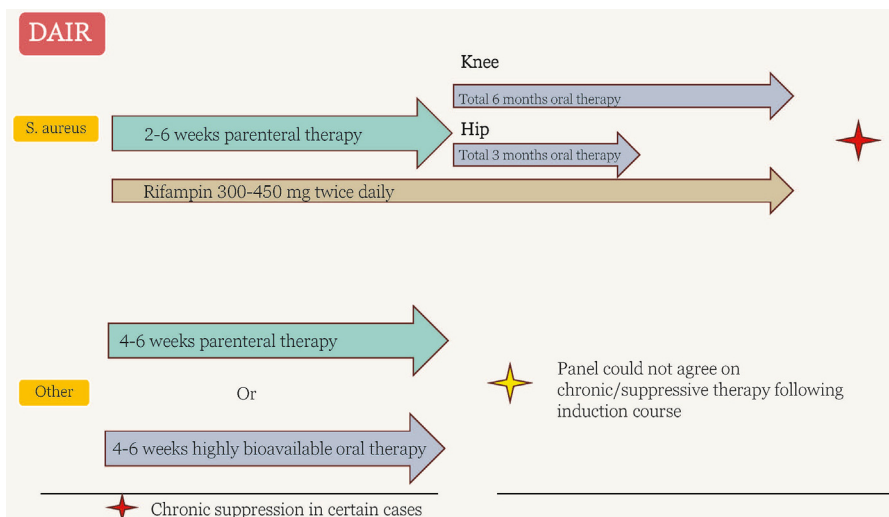 DAIR
Knee
Total 6 months oral therapy
S. aureus
2-6 weeks parenteral therapy
Hip
Total 3 months oral therapy
Rifampin 300-450 mg twice daily
4-6 weeks parenteral therapy
Other
Or
Panel could not agree on
chronic/suppressive therapy following
induction course
4-6 weeks highly bioavailable oral therapy
Chronic suppression in certain cases